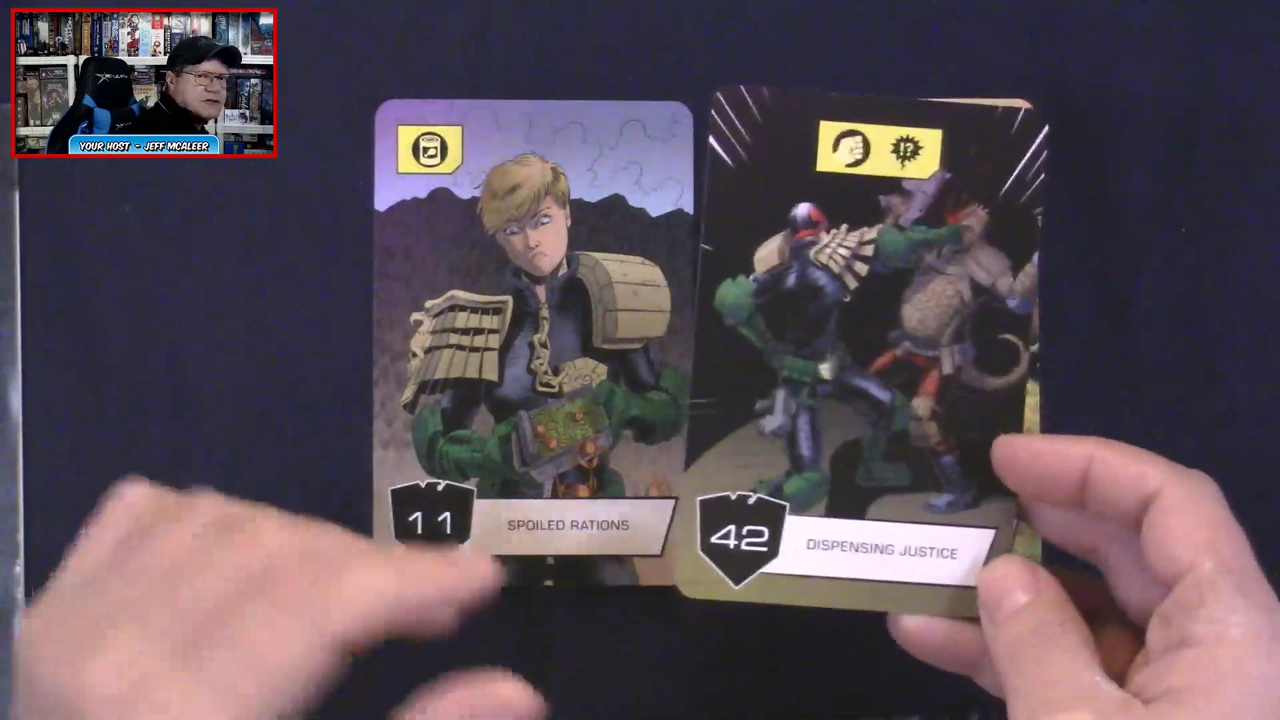 YOUR HOST - JEFF MCALEER
11
SPOILED RATIONS
42
DISPENSING JUSTICE